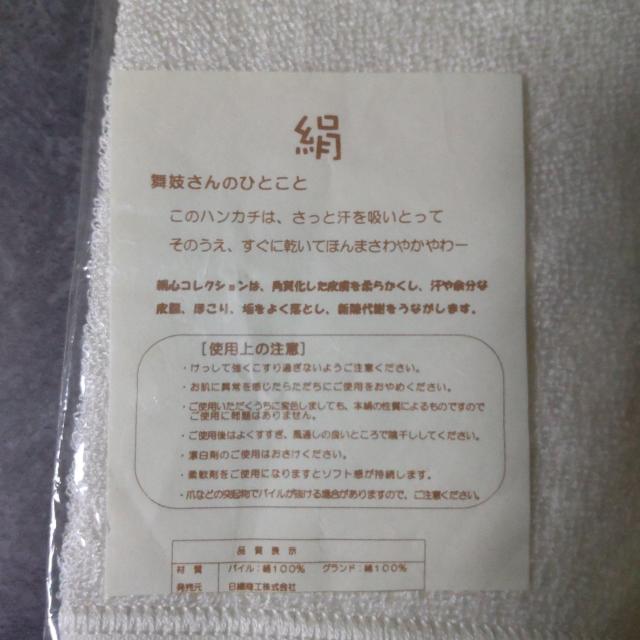 絹
舞妓さんのひとこと
このハンカチは、さっと汗を吸いとって
そのうえ、すぐに乾いてほんまさわやかやわー
絹心コレクションは、角質化した皮膚を柔らかくし、汗や余分な
皮脂、ほこり、垢をよく落とし、新陳代謝をうながします。
[使用上の注意]
・けっして強くこすり過ぎないようご注意ください。
・お肌に異常を感じたらただちにご使用をおやめください。
・ご使用いただくうちに変色しましても、本絹の性質によるものですので
ご使用に問題はありません。
・ご使用後はよくすすぎ、風通しの良いところで陰干ししてください。
・漂白剤のご使用はおさけください。
・柔軟剤をご使用になりますとソフト感が持続します。
・爪などの突起物でパイルが抜ける場合がありますので、ご注意ください。
品質表示
材 質 パイル:絹100% グランド:綿100%
発売元 商工株式会社